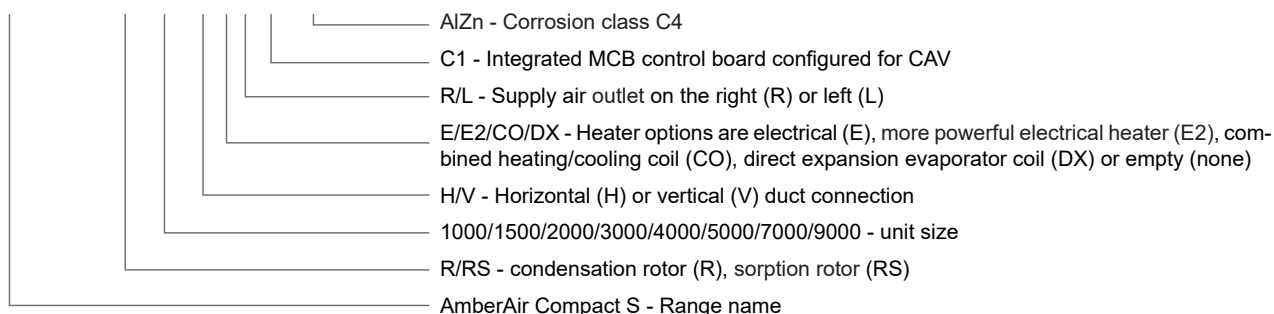 AlZn - Corrosion class C4
C1 - Integrated MCB control board configured for CAV
R/L - Supply air outlet on the right (R) or left (L)
E/E2/CO/DX - Heater options are electrical (E), more powerful electrical heater (E2), com-
bined heating/cooling coil (CO), direct expansion evaporator coil (DX) or empty (none)
H/V - Horizontal (H) or vertical (V) duct connection
1000/1500/2000/3000/4000/5000/7000/9000 - unit size
R/RS - condensation rotor (R), sorption rotor (RS)
AmberAir Compact S - Range name